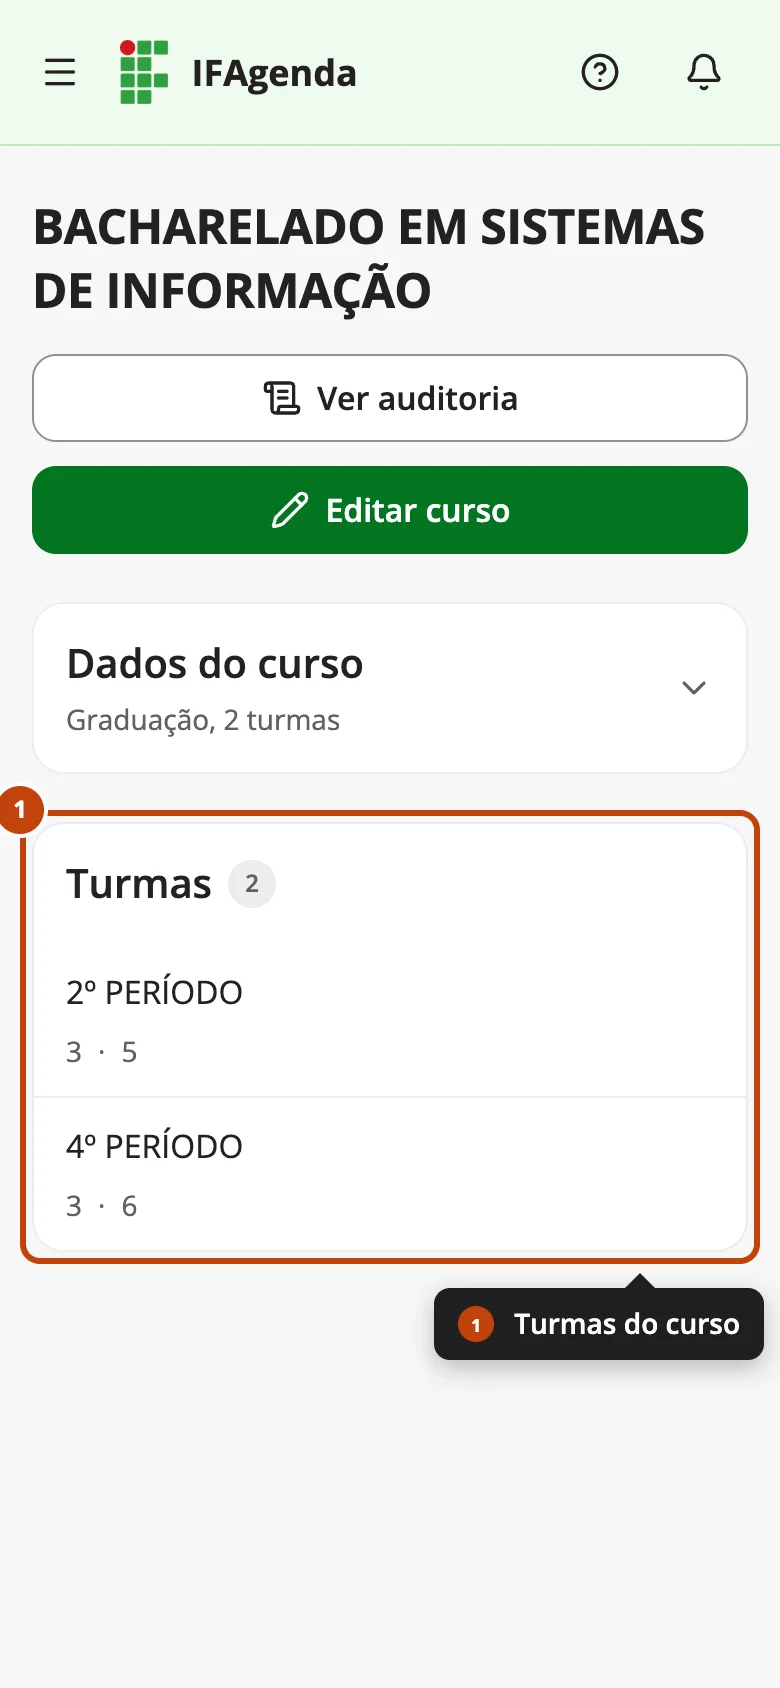 IFAgenda
BACHARELADO EM SISTEMAS
DE INFORMAÇÃO
Ver auditoria
Editar curso
Dados do curso
Graduação, 2 turmas
1
Turmas 2
2º PERÍODO
3 · 5
4º PERÍODO
3 · 6
1 Turmas do curso